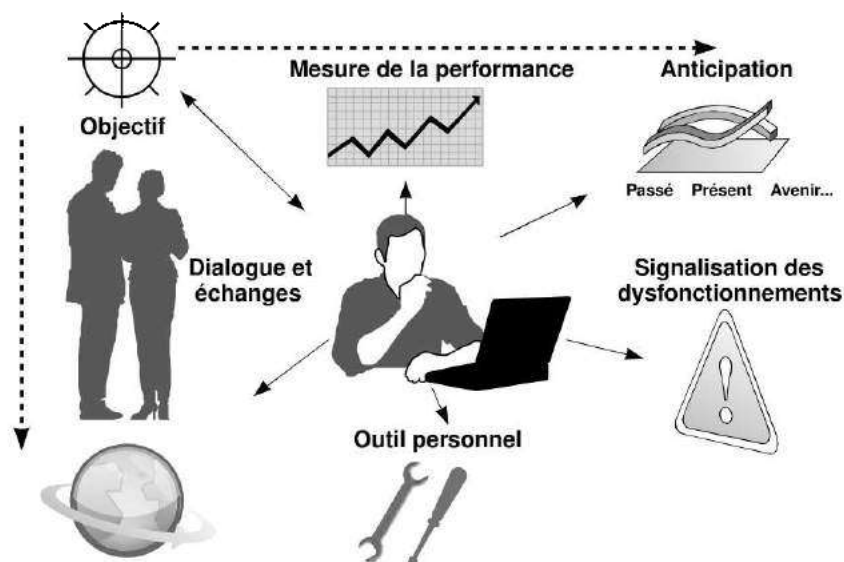 Mesure de la performance
Anticipation
Objectif
Passé Présent Avenir...
Dialogue et
échanges
Signalisation des
dysfonctionnements
Outil personnel